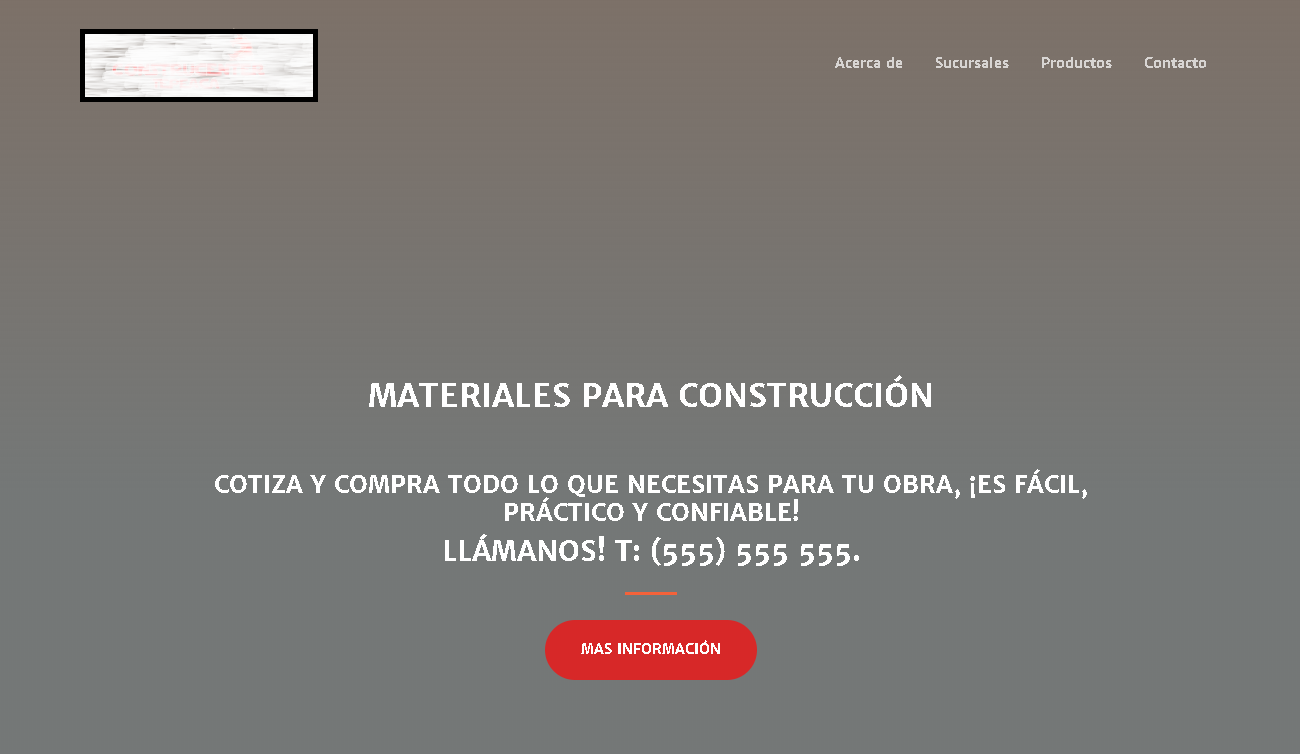 Acerca de
Sucursales
Productos
Contacto
MATERIALES PARA CONSTRUCCIÓN
COTIZA Y COMPRA TODO LO QUE NECESITAS PARA TU OBRA, ¡ES FÁCIL,
PRÁCTICO Y CONFIABLE!
LLÁMANOS! T: (555) 555 555.
MAS INFORMACIÓN